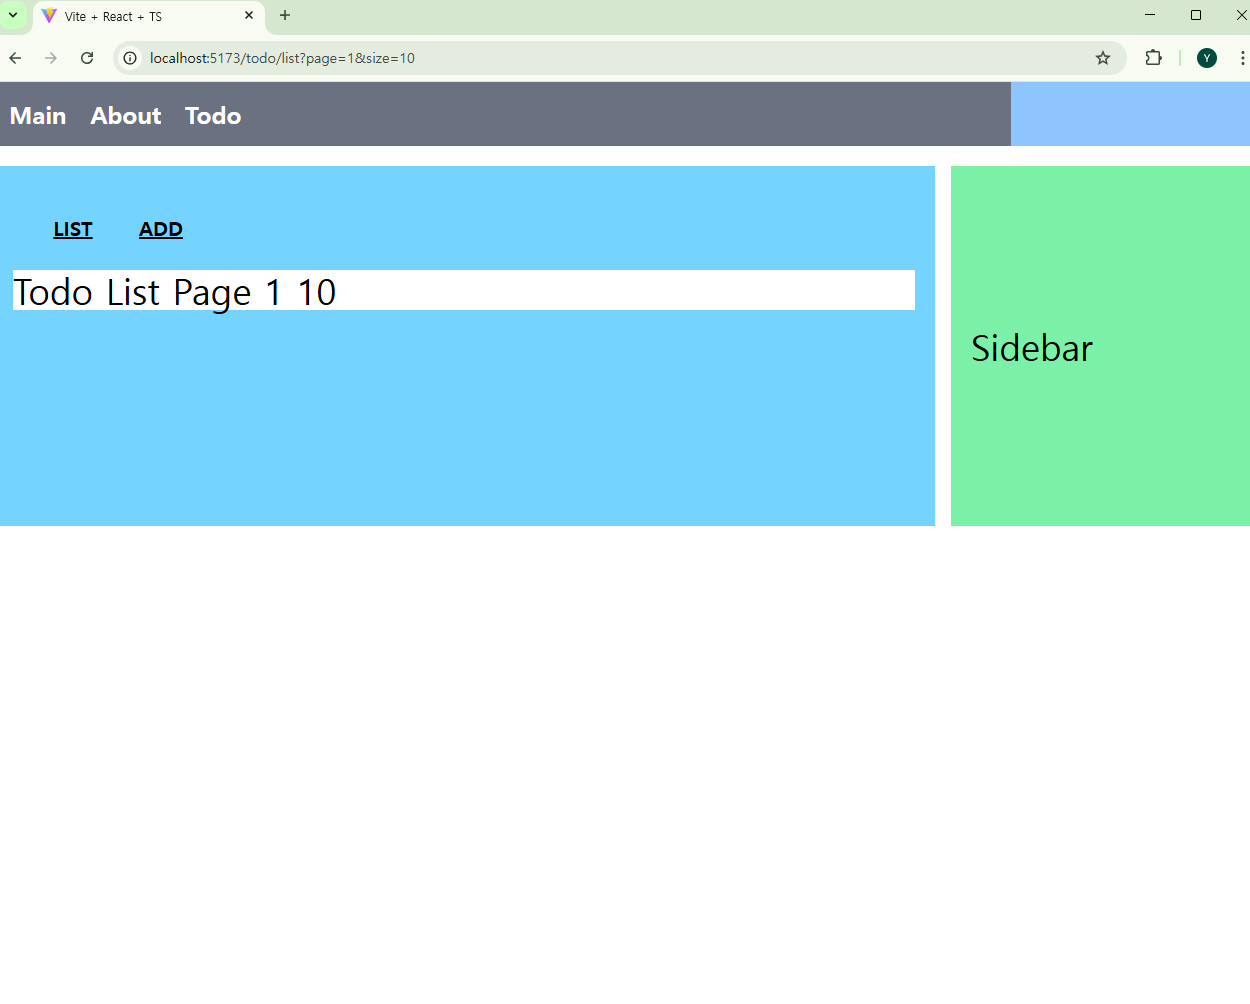 Vite + React + TS
localhost:5173/todo/list?page=1&size=10
Y
Main About Todo
LIST ADD
Todo List Page 1 10
Sidebar